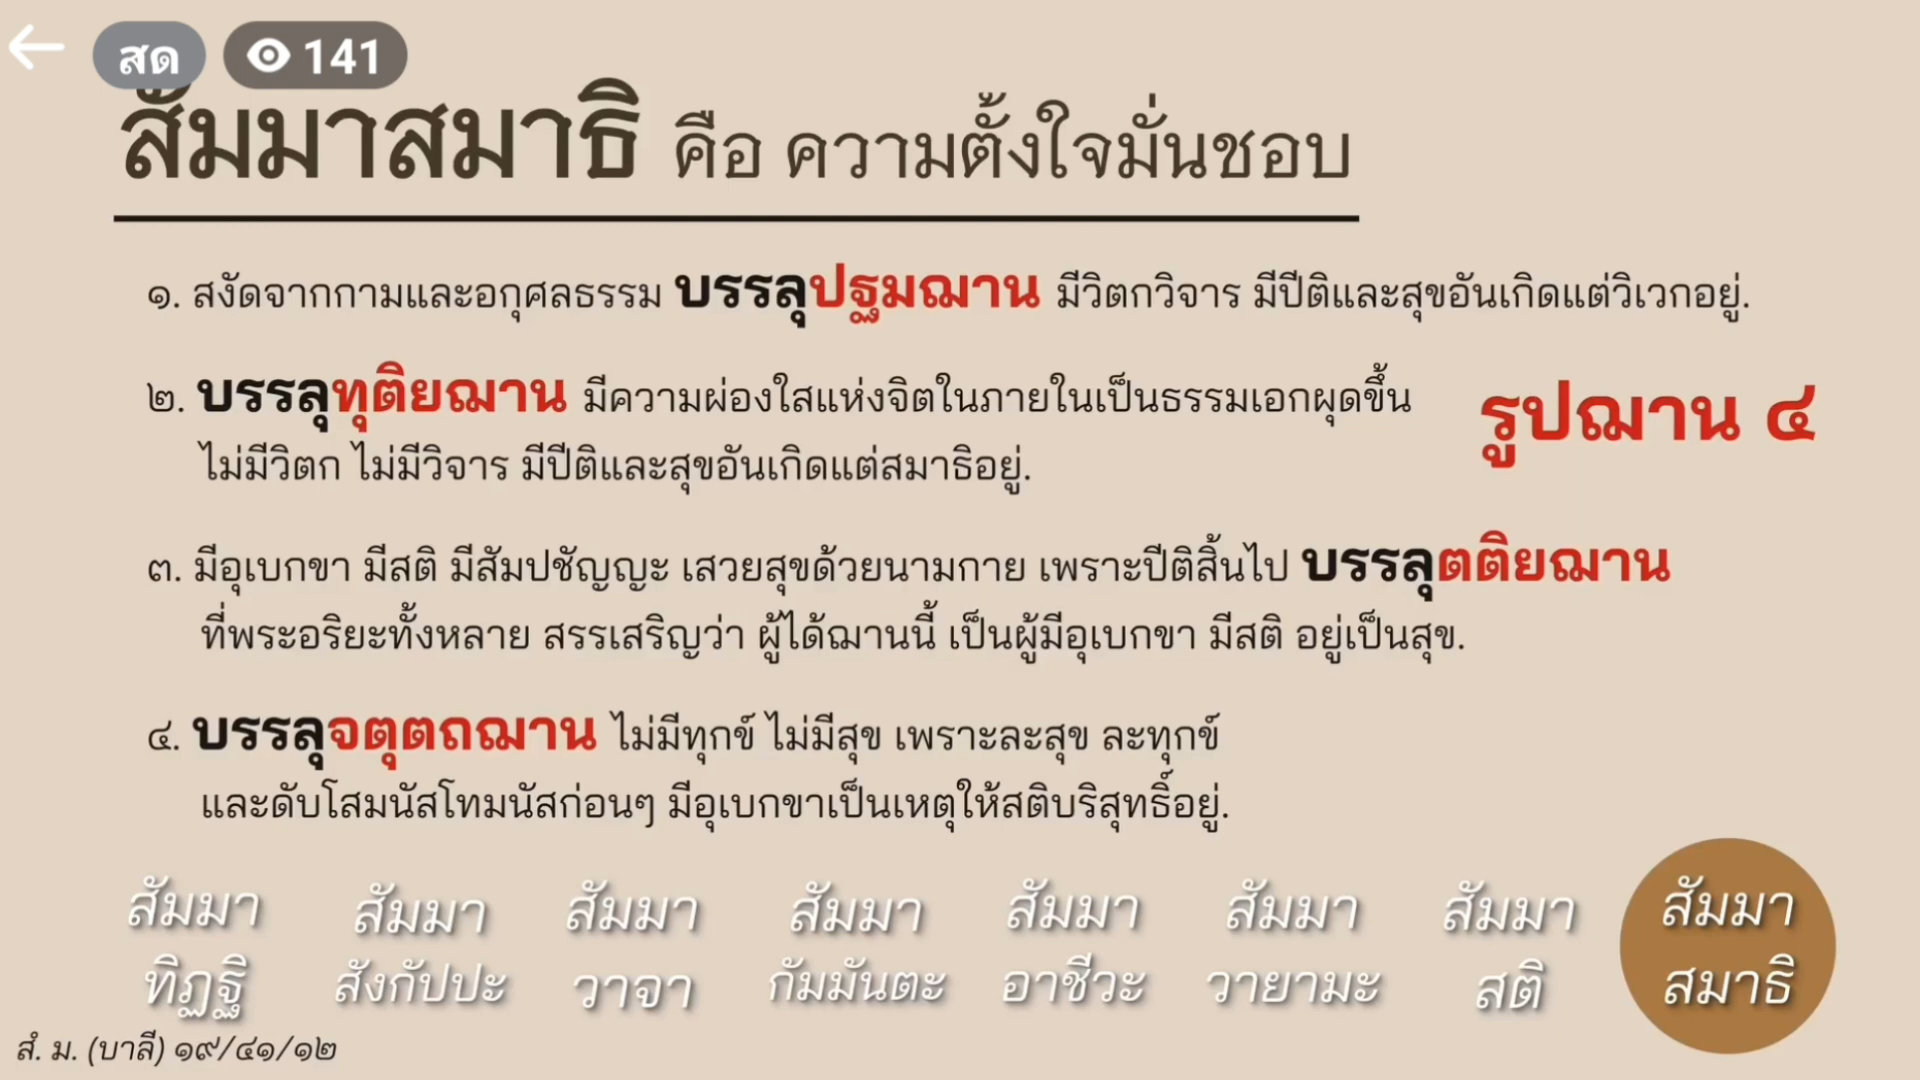 สด 141
สัมมาสมาธิ คือ ความตั้งใจมั่นชอบ
๑. สงัดจากกามและอกุศลธรรม บรรลุปฐมฌาน มีวิตกวิจาร มีปีติและสุขอันเกิดแต่วิเวกอยู่.
๒. บรรลุทุติยฌาน มีความผ่องใสแห่งจิตในภายในเป็นธรรมเอกผุดขึ้น
รูปฌาน ๔
ไม่มีวิตก ไม่มีวิจาร มีปีติและสุขอันเกิดแต่สมาธิอยู่.
๓. มีอุเบกขา มีสติ มีสัมปชัญญะ เสวยสุขด้วยนามกาย เพราะปีติสิ้นไป บรรลุตติยฌาน
ที่พระอริยะทั้งหลาย สรรเสริญว่า ผู้ได้ฌานนี้ เป็นผู้มีอุเบกขา มีสติ อยู่เป็นสุข.
๔. บรรลุจตุตถฌาน ไม่มีทุกข์ ไม่มีสุข เพราะละสุข ละทุกข์
และดับโสมนัสโทมนัสก่อนๆ มีอุเบกขาเป็นเหตุให้สติบริสุทธิ์อยู่.
สัมมา สัมมา สัมมา สัมมา สัมมา สัมมา สัมมา สัมมา
ทิฏฐิ สังกัปปะ วาจา กัมมันตะ อาชีวะ วายามะ สติ สมาธิ
สํ. ม. (บาลี) ๑๙/๔๑/๑๒